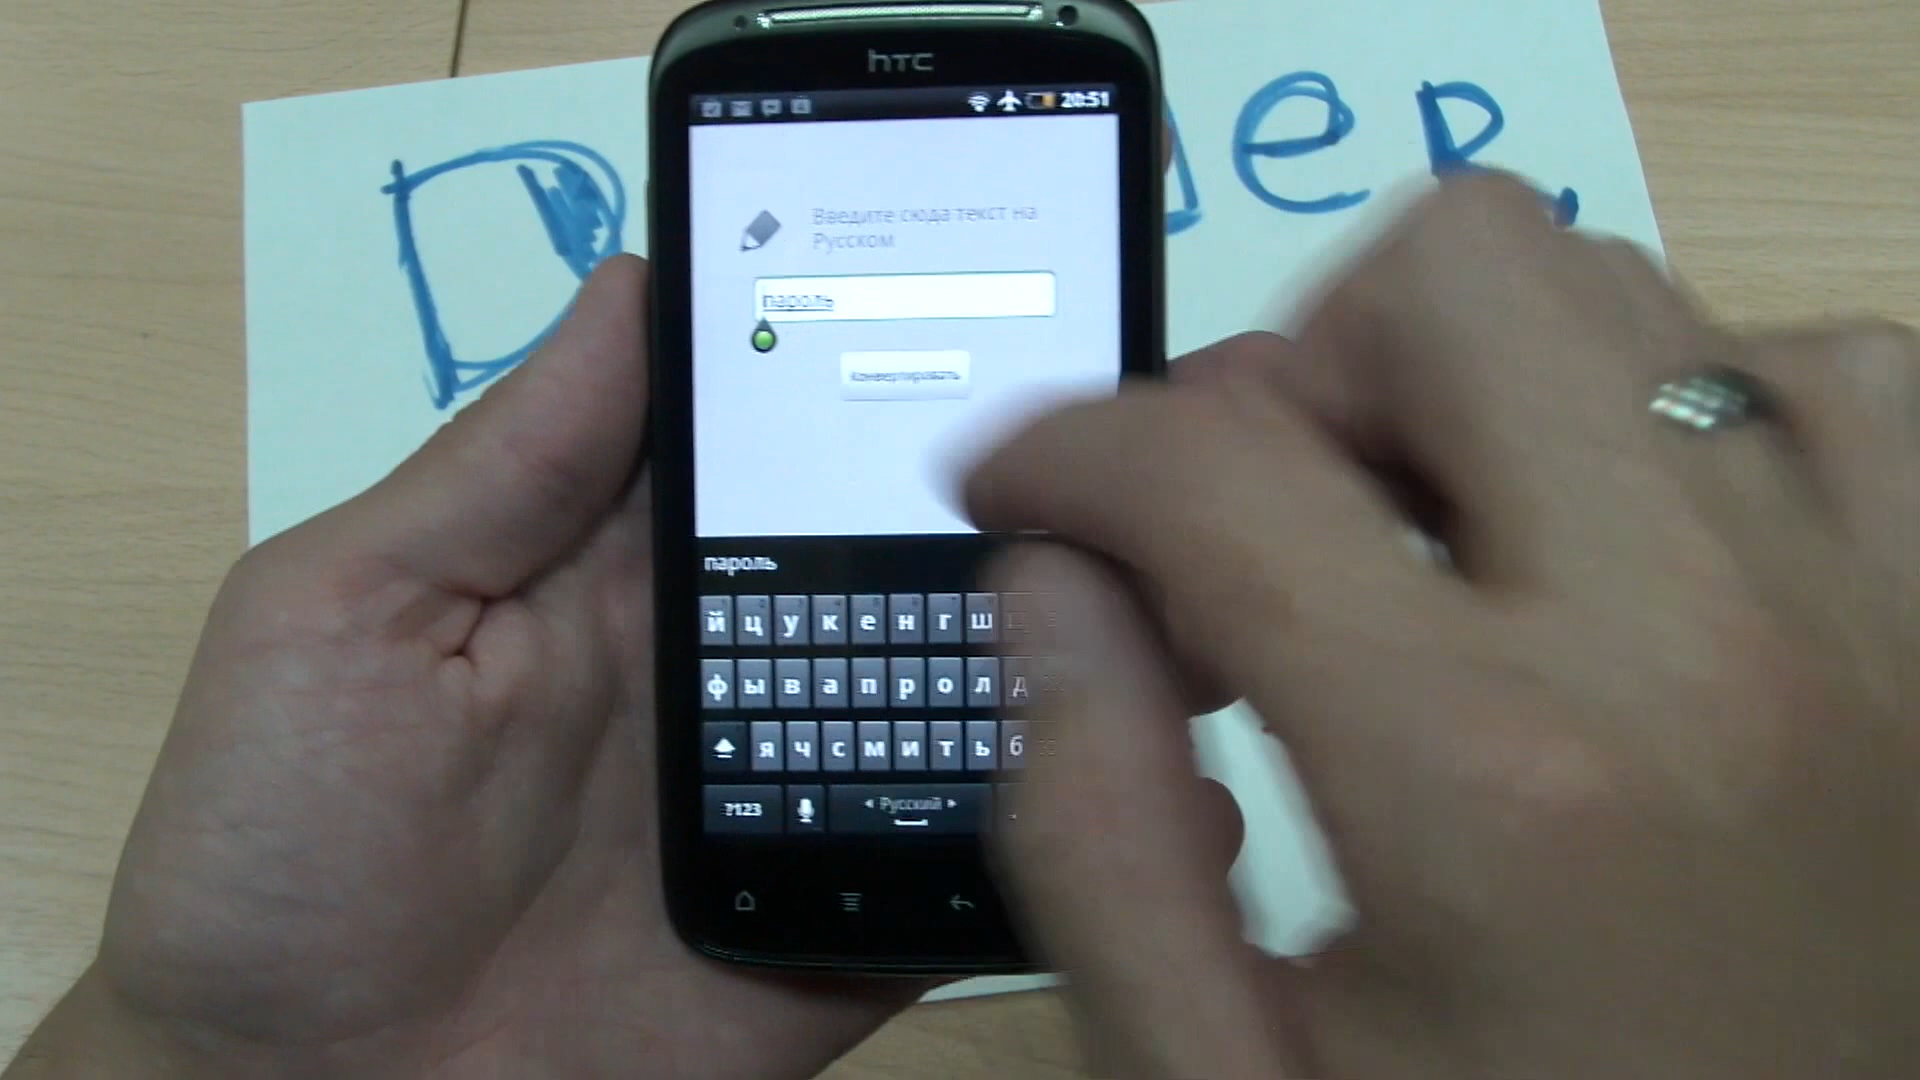 hTC
20:51
Введите сюда текст на
Русском
пароль
Конвертировать
пароль
й ц у к е н г ш
ф ы в а п р о л д
я ч с м и т ь б
?123 Русский .